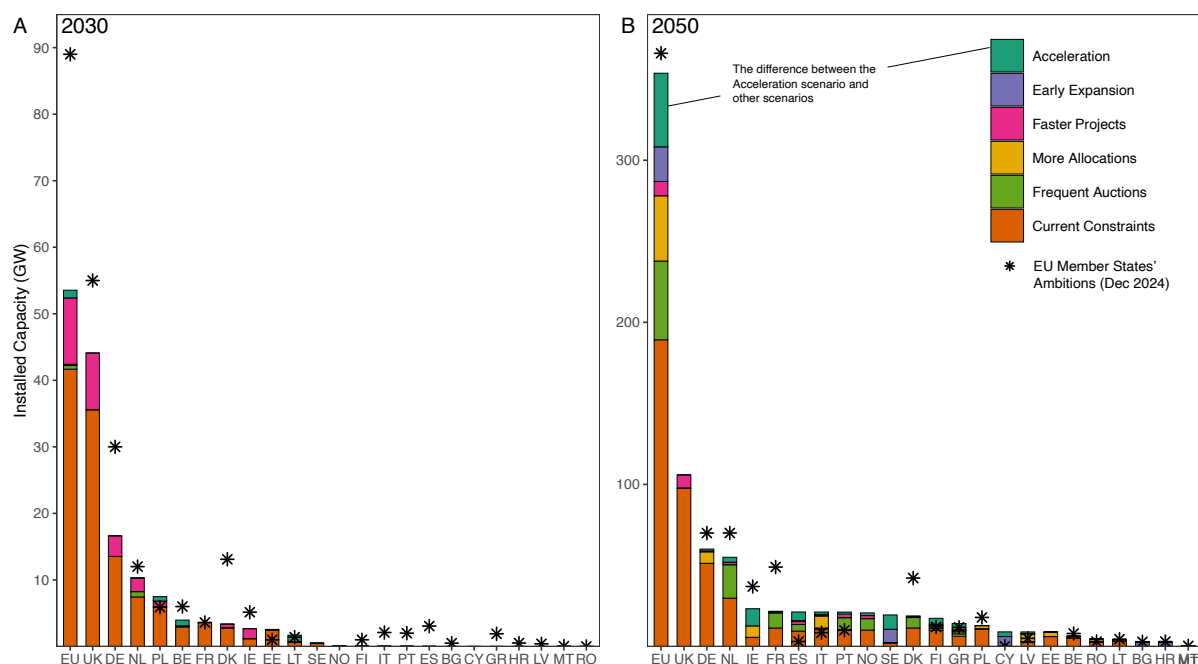 A
2030
Installed Capacity (GW)
90
80
70
60
50
40
30
20
10
EU UK DE NL PL BE FR DK IE EE LT SE NO FI IT PT ES BG CY GR HR LV MT RO
B
2050
300
200
100
The difference between the
Acceleration scenario and
other scenarios
Acceleration
Early Expansion
Faster Projects
More Allocations
Frequent Auctions
Current Constraints
EU Member States'
Ambitions (Dec 2024)
EU UK DE NL IE FR ES IT PT NO SE DK FI GR PL CY LV EE BE RO LT BG HR MT